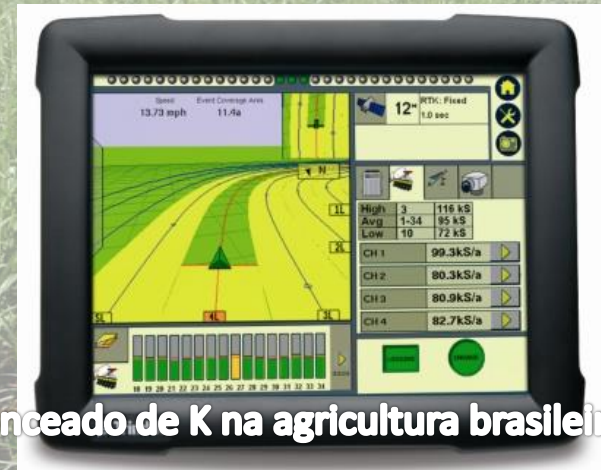 Speed Event Coverage Area
13.73 mph 11.4a
12" RTK: Fixed
1.0 sec
N
1L
2L
3L
4L
5L
High 3 116 kS
Avg 1-34 95 kS
Low 10 72 kS
CH 1 99.3kS/a
CH 2 80.3kS/a
CH 3 80.9kS/a
CH 4 82.7kS/a
18 19 20 21 22 23 24 25 26 27 28 29 30 31 32 33 34
nceado de K na agricultura brasilei